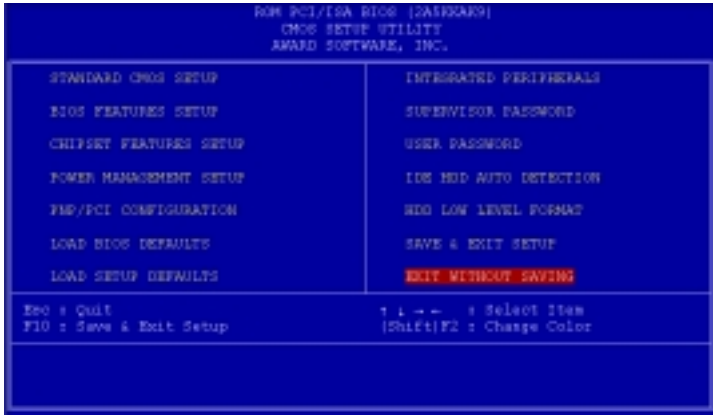 ROM PCI/ISA BIOS (2A5KKAK9)
CMOS SETUP UTILITY
AWARD SOFTWARE, INC.
STANDARD CMOS SETUP
BIOS FEATURES SETUP
CHIPSET FEATURES SETUP
POWER MANAGEMENT SETUP
PNP/PCI CONFIGURATION
LOAD BIOS DEFAULTS
LOAD SETUP DEFAULTS
INTEGRATED PERIPHERALS
SUPERVISOR PASSWORD
USER PASSWORD
IDE HDD AUTO DETECTION
HDD LOW LEVEL FORMAT
SAVE & EXIT SETUP
EXIT WITHOUT SAVING
Esc : Quit
F10 : Save & Exit Setup
↑ ↓ → ← : Select Item
(Shift)F2 : Change Color